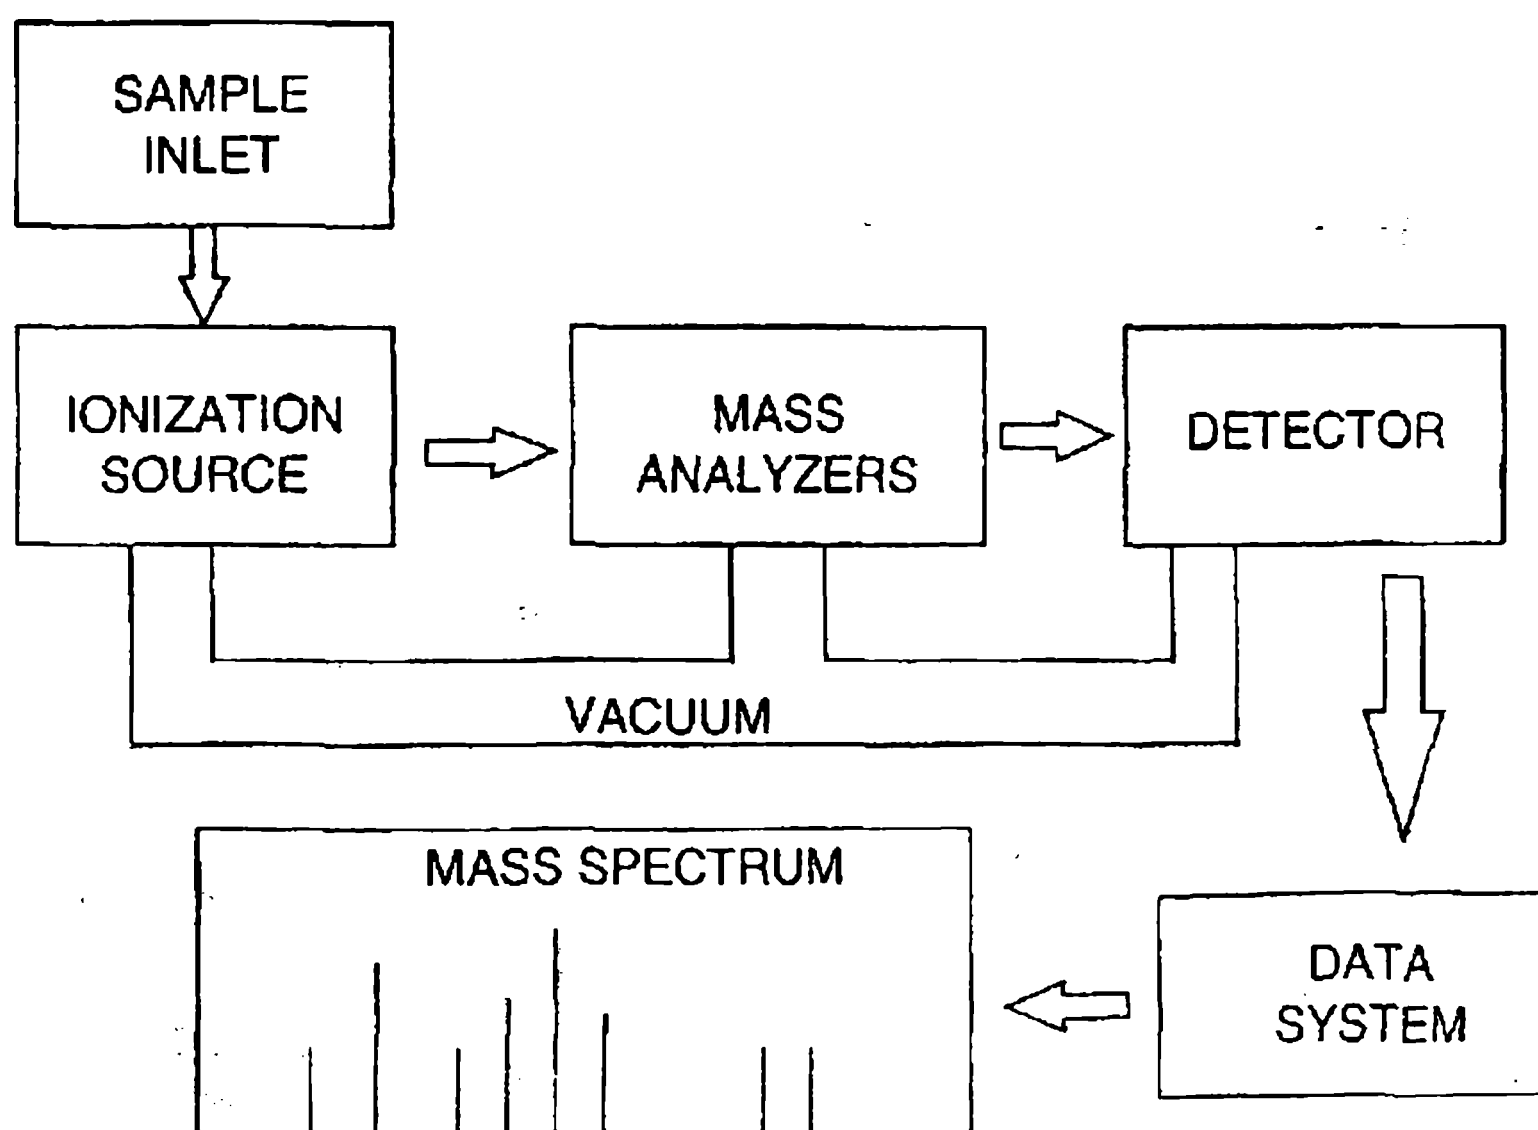 SAMPLE
INLET
IONIZATION
SOURCE
MASS
ANALYZERS
DETECTOR
VACUUM
MASS SPECTRUM
DATA
SYSTEM